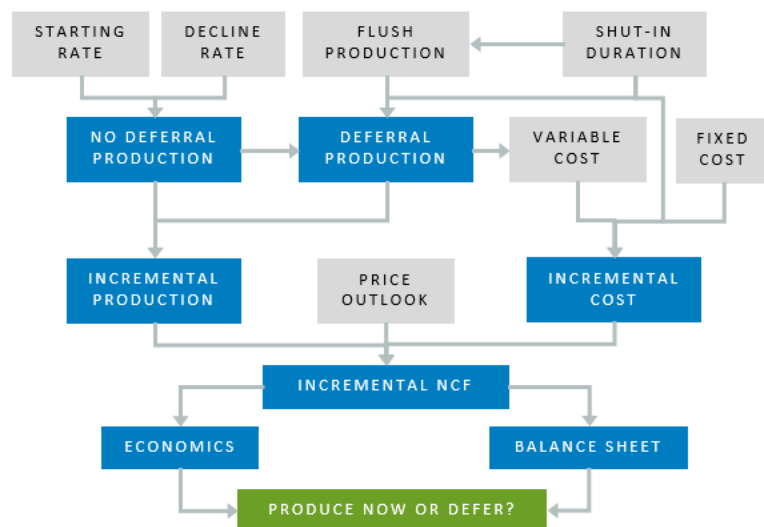 STARTING
RATE
DECLINE
RATE
FLUSH
PRODUCTION
SHUT-IN
DURATION
NO DEFERRAL
PRODUCTION
DEFERRAL
PRODUCTION
VARIABLE
COST
FIXED
COST
INCREMENTAL
PRODUCTION
PRICE
OUTLOOK
INCREMENTAL
COST
INCREMENTAL NCF
ECONOMICS
BALANCE SHEET
PRODUCE NOW OR DEFER?